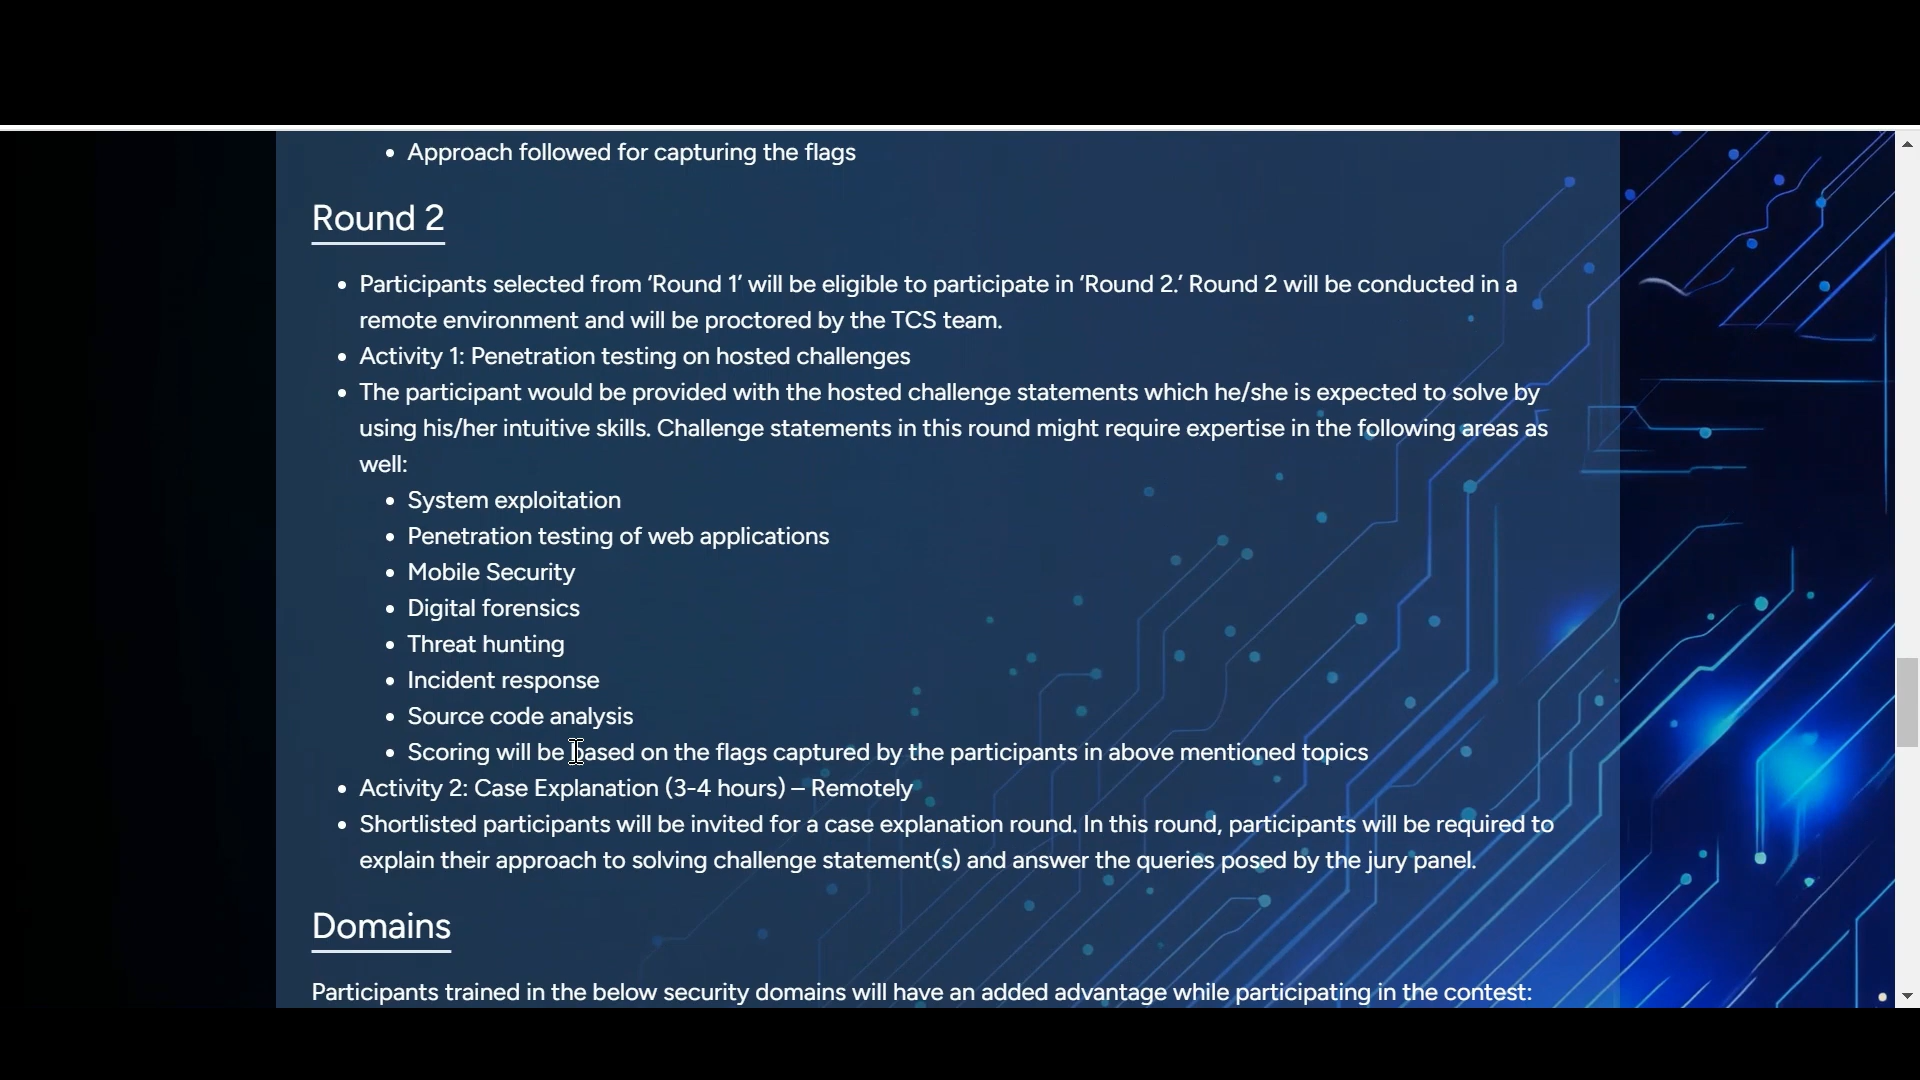 • Approach followed for capturing the flags
Round 2
• Participants selected from ‘Round 1’ will be eligible to participate in ‘Round 2.’ Round 2 will be conducted in a
remote environment and will be proctored by the TCS team.
• Activity 1: Penetration testing on hosted challenges
• The participant would be provided with the hosted challenge statements which he/she is expected to solve by
using his/her intuitive skills. Challenge statements in this round might require expertise in the following areas as
well:
• System exploitation
• Penetration testing of web applications
• Mobile Security
• Digital forensics
• Threat hunting
• Incident response
• Source code analysis
• Scoring will be based on the flags captured by the participants in above mentioned topics
• Activity 2: Case Explanation (3-4 hours) – Remotely
• Shortlisted participants will be invited for a case explanation round. In this round, participants will be required to
explain their approach to solving challenge statement(s) and answer the queries posed by the jury panel.
Domains
Participants trained in the below security domains will have an added advantage while participating in the contest: